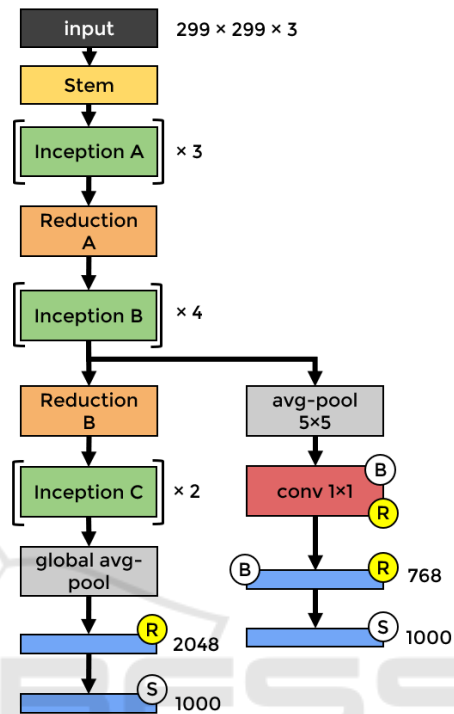 input
299 × 299 × 3
Stem
Inception A
× 3
Reduction
A
Inception B
× 4
Reduction
B
avg-pool
5×5
Inception C
× 2
B
conv 1×1
R
global avg-
pool
B
R
768
R
2048
S
1000
S
1000